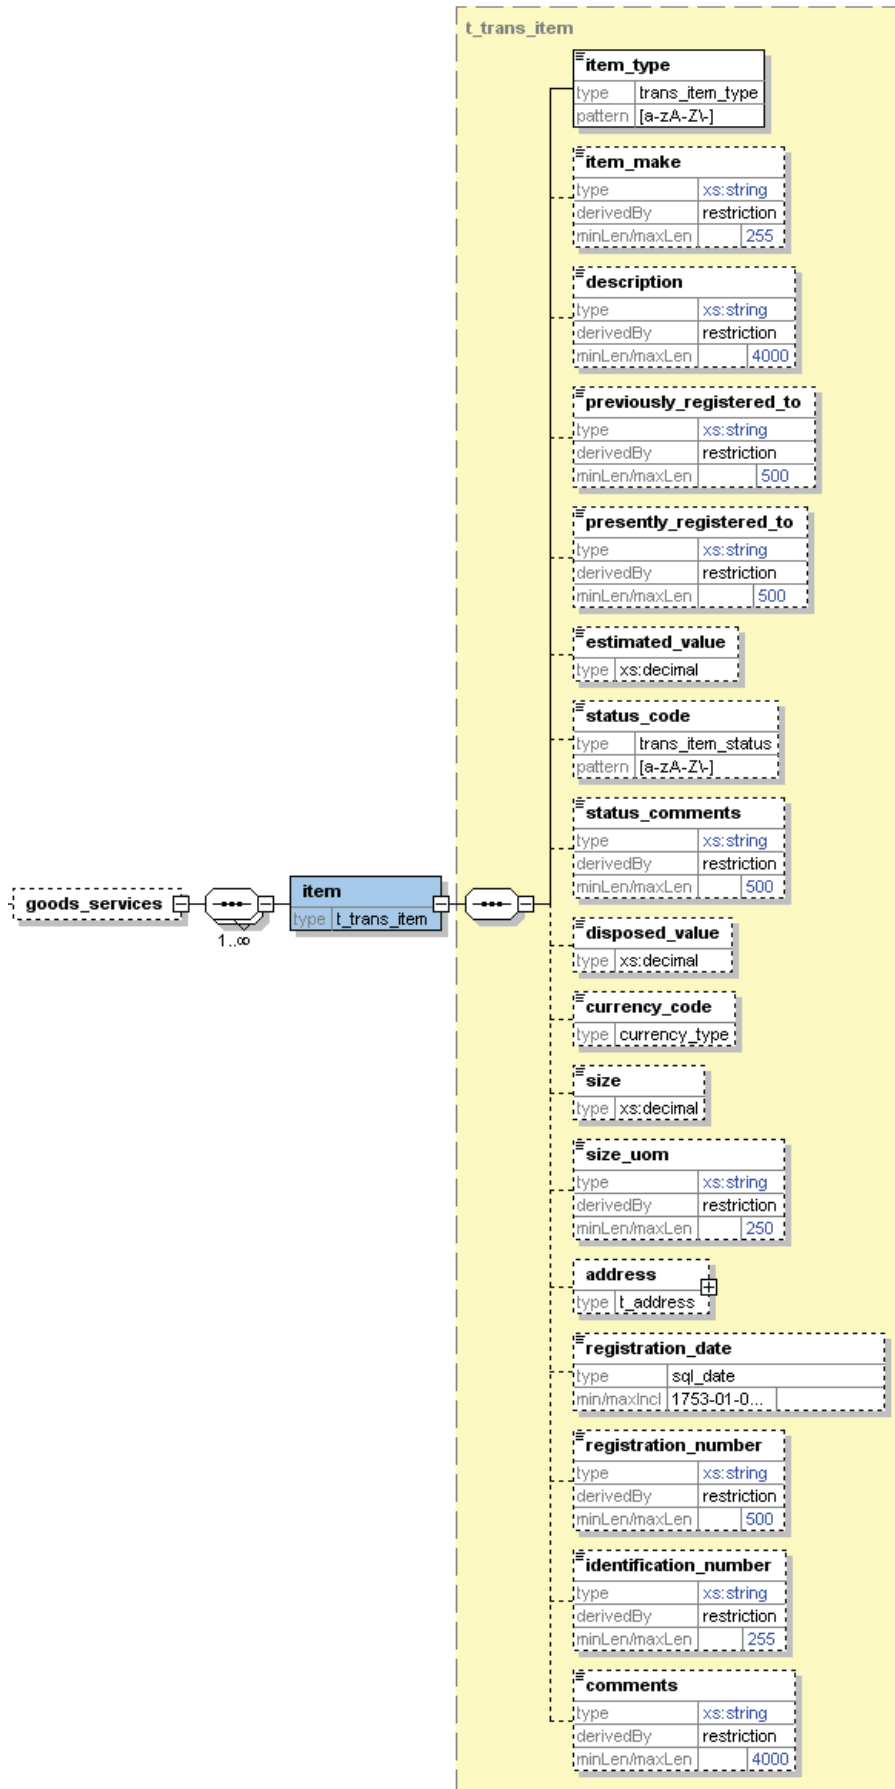 t_trans_item
item_type
type trans_item_type
pattern [a-zA-Z\-]
item_make
type xs:string
derivedBy restriction
minLen/maxLen 255
description
type xs:string
derivedBy restriction
minLen/maxLen 4000
previously_registered_to
type xs:string
derivedBy restriction
minLen/maxLen 500
presently_registered_to
type xs:string
derivedBy restriction
minLen/maxLen 500
estimated_value
type xs:decimal
status_code
type trans_item_status
pattern [a-zA-Z\-]
status_comments
type xs:string
derivedBy restriction
minLen/maxLen 500
goods_services
1..∞
item
type t_trans_item
disposed_value
type xs:decimal
currency_code
type currency_type
size
type xs:decimal
size_uom
type xs:string
derivedBy restriction
minLen/maxLen 250
address
type t_address
registration_date
type sql_date
min/maxIncl 1753-01-0...
registration_number
type xs:string
derivedBy restriction
minLen/maxLen 500
identification_number
type xs:string
derivedBy restriction
minLen/maxLen 255
comments
type xs:string
derivedBy restriction
minLen/maxLen 4000